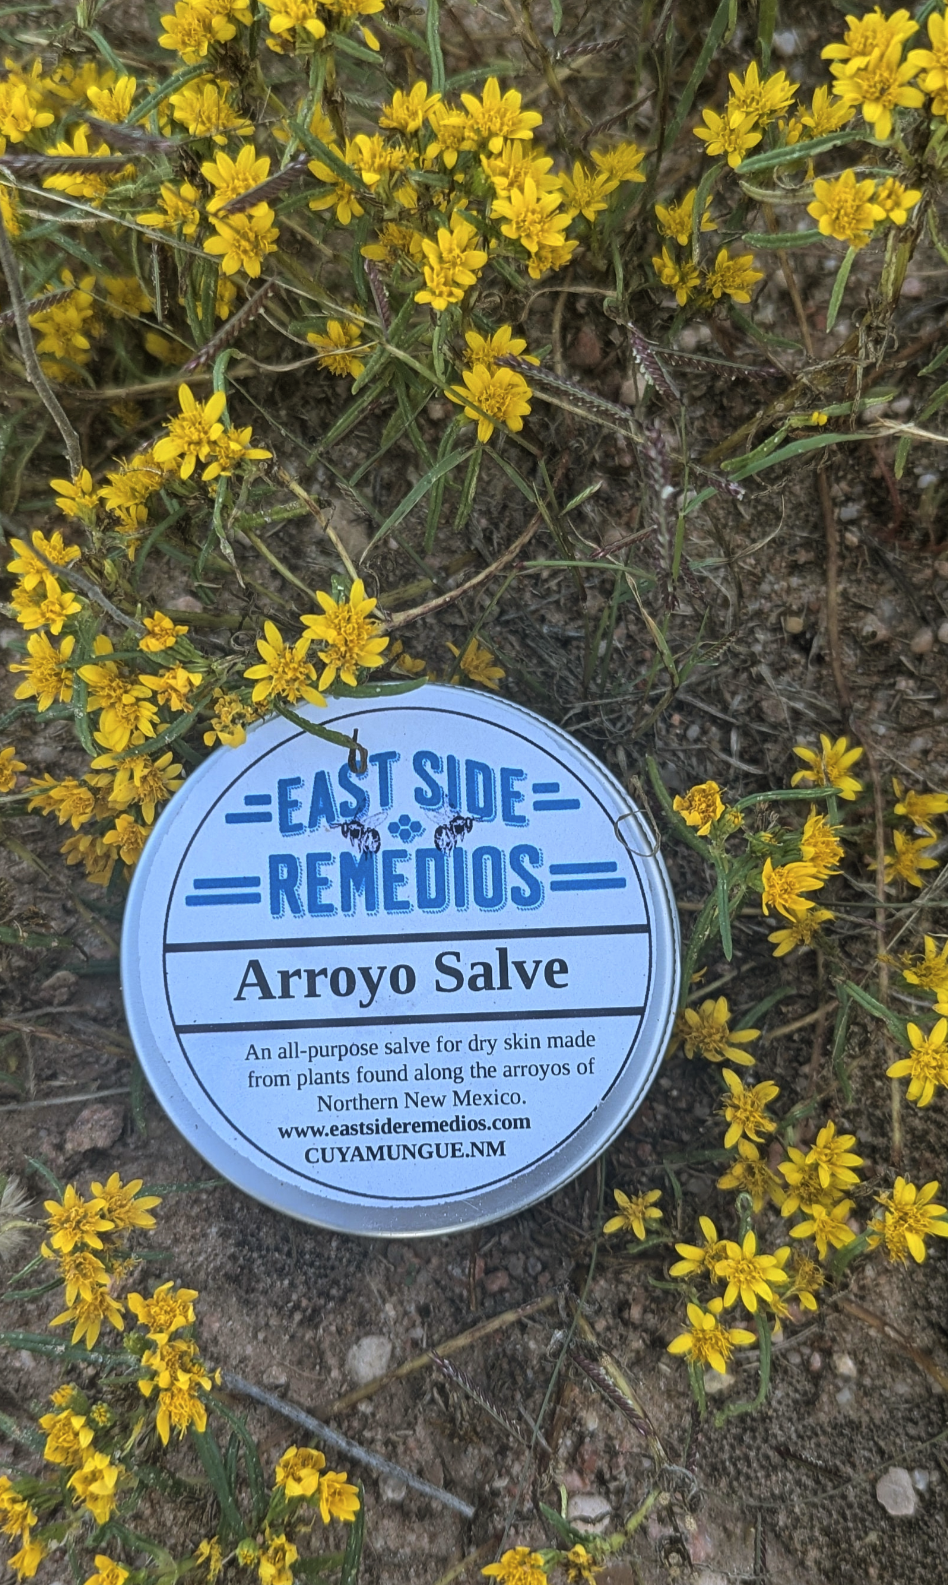 EAST SIDE
REMEDIOS
Arroyo Salve
An all-purpose salve for dry skin made
from plants found along the arroyos of
Northern New Mexico.
www.eastsideremedios.com
CUYAMUNGUE.NM